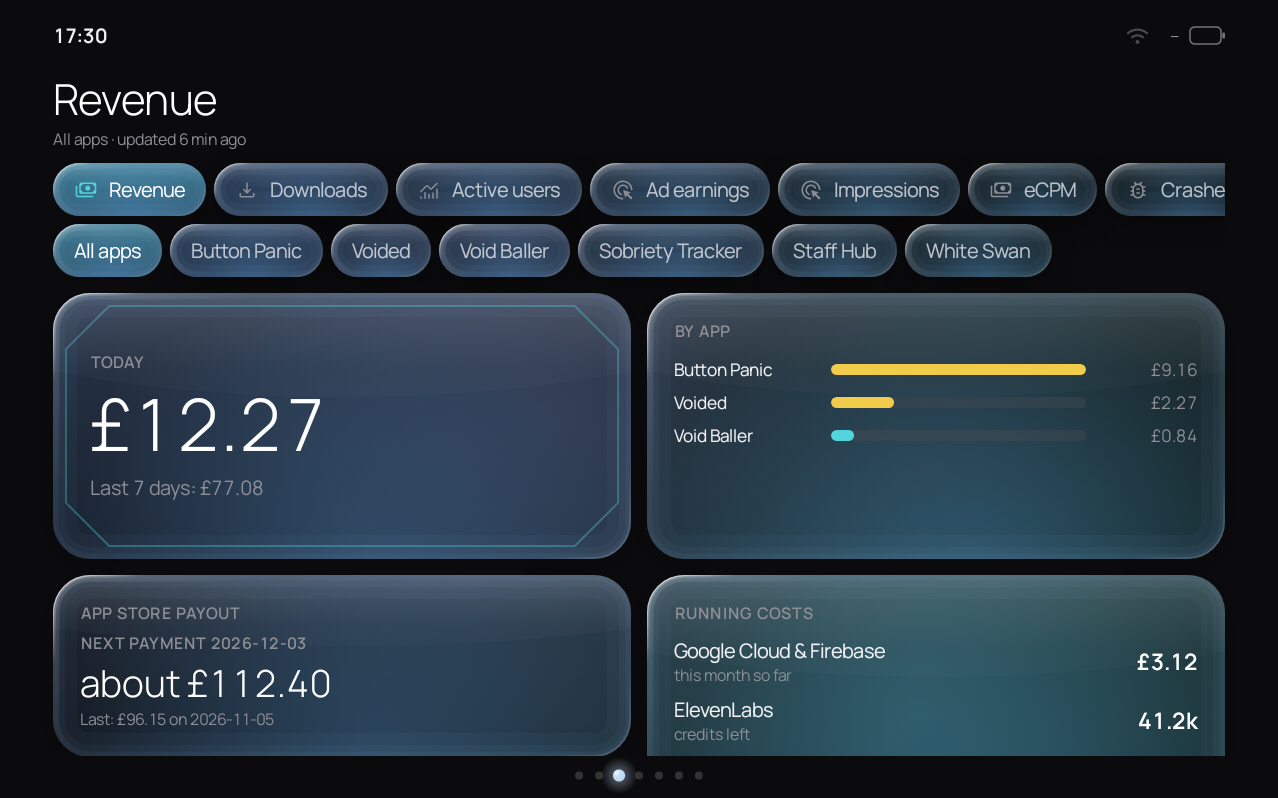 17:30
–
Revenue
All apps · updated 6 min ago
Revenue Downloads Active users Ad earnings Impressions eCPM Crashe
All apps Button Panic Voided Void Baller Sobriety Tracker Staff Hub White Swan
TODAY
£12.27
Last 7 days: £77.08
BY APP
Button Panic £9.16
Voided £2.27
Void Baller £0.84
APP STORE PAYOUT
NEXT PAYMENT 2026-12-03
about £112.40
Last: £96.15 on 2026-11-05
RUNNING COSTS
Google Cloud & Firebase £3.12
this month so far
ElevenLabs 41.2k
credits left